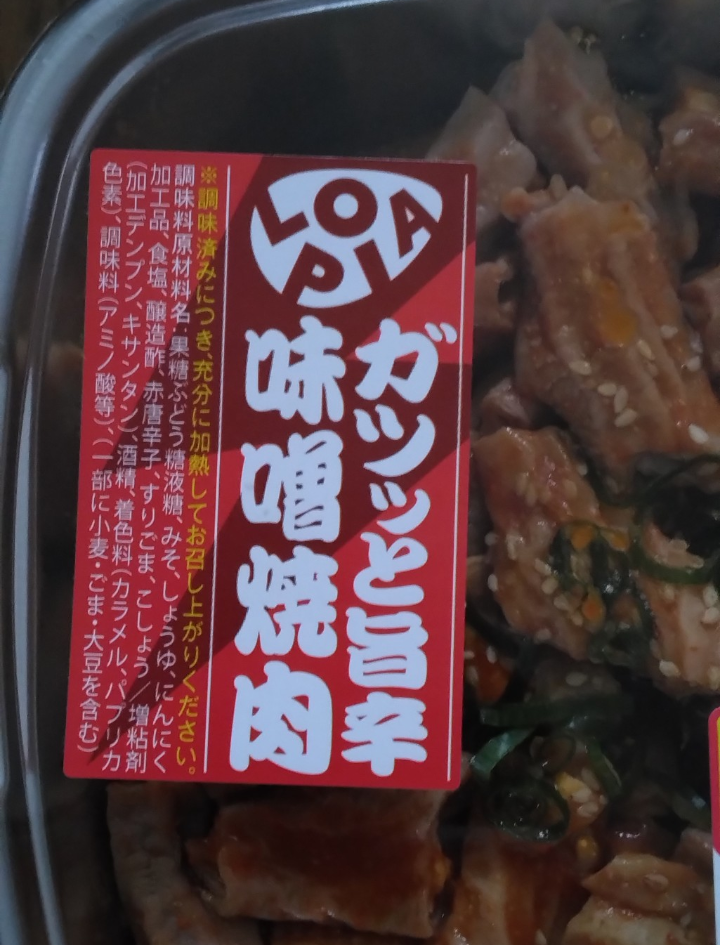 LOPIA
ガツッと旨辛
味噌焼肉
※調味済みにつき、充分に加熱してお召し上がりください。
調味料原材料名:果糖ぶどう糖液糖、みそ、しょうゆ、にんにく
加工品、食塩、醸造酢、赤唐辛子、すりごま、こしょう/増粘剤
(加工デンプン、キサンタン)、酒精、着色料(カラメル、パプリカ
色素)、調味料(アミノ酸等)、(一部に小麦・ごま・大豆を含む)